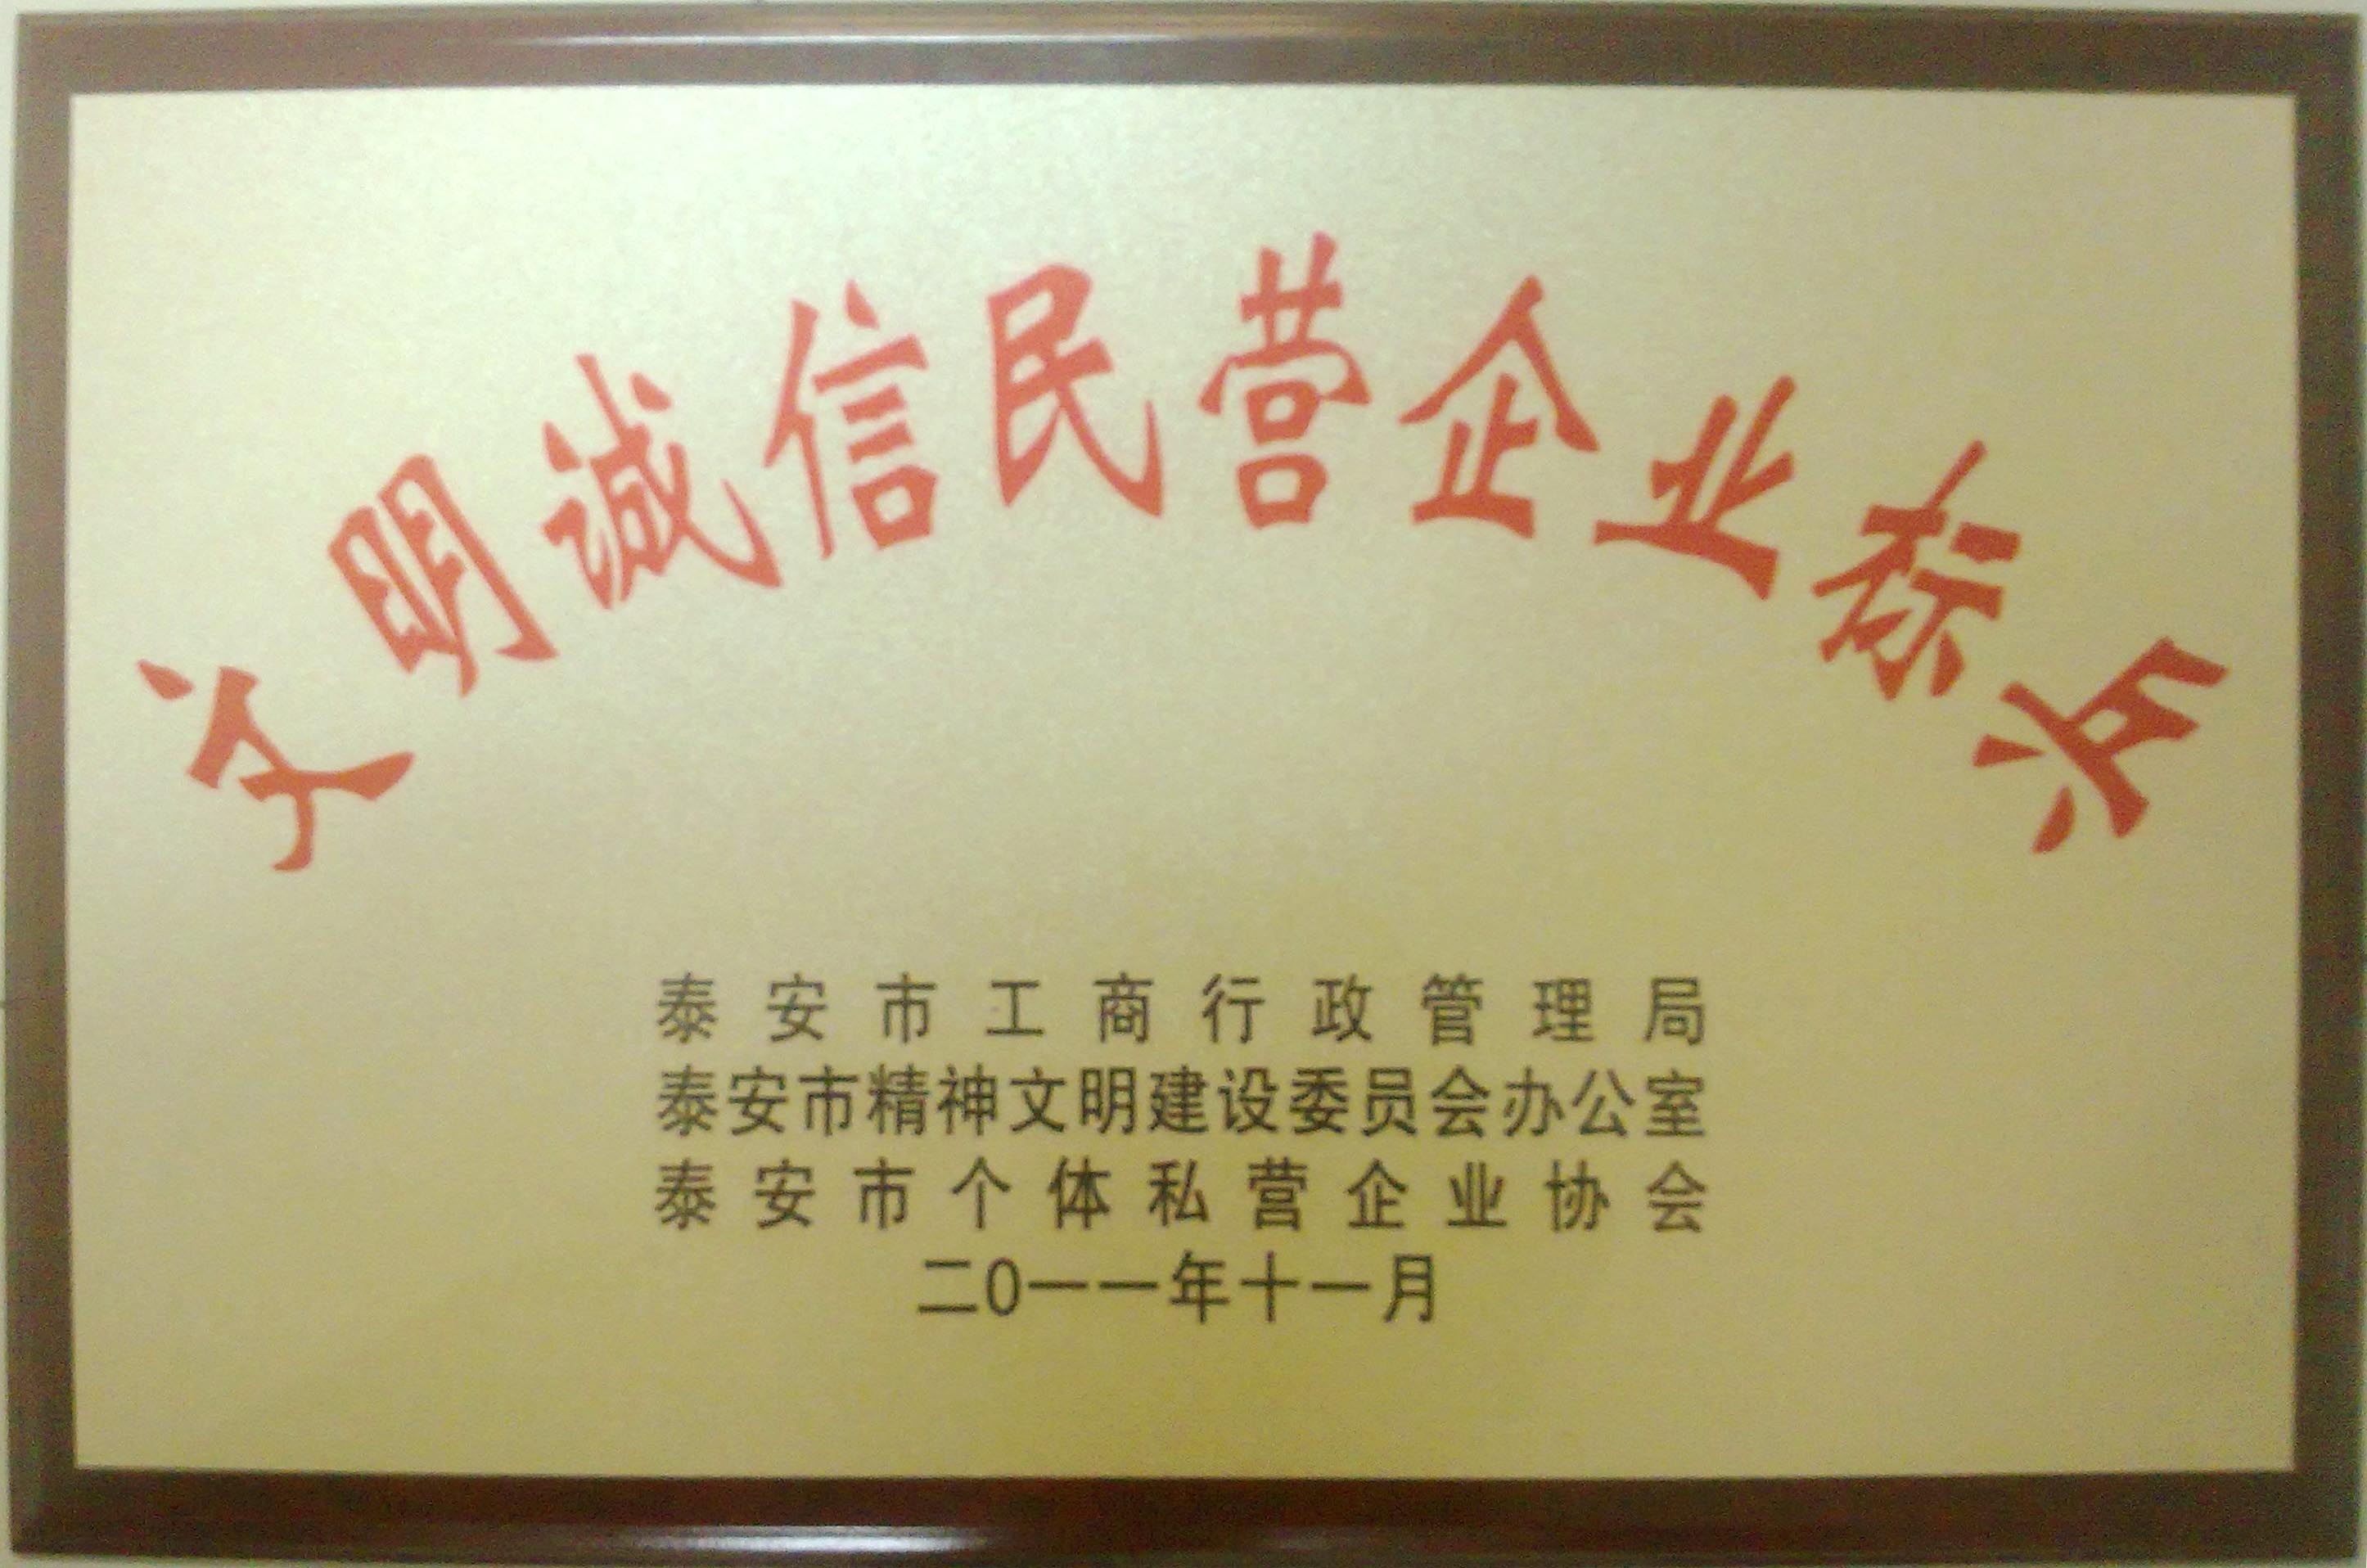 文明诚信民营企业标兵
泰安市工商行政管理局
泰安市精神文明建设委员会办公室
泰安市个体私营企业协会
二0一一年十一月